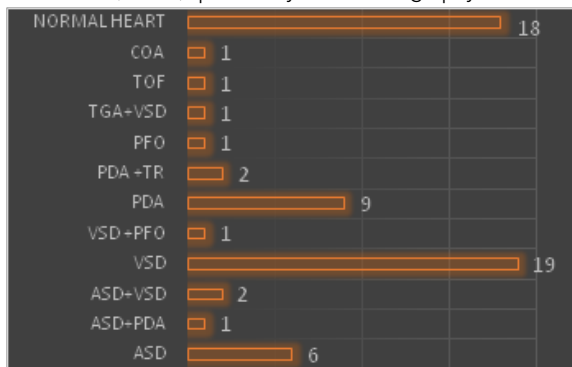 NORMAL HEART 18
COA 1
TOF 1
TGA+VSD 1
PFO 1
PDA +TR 2
PDA 9
VSD +PFO 1
VSD 19
ASD+VSD 2
ASD+PDA 1
ASD 6